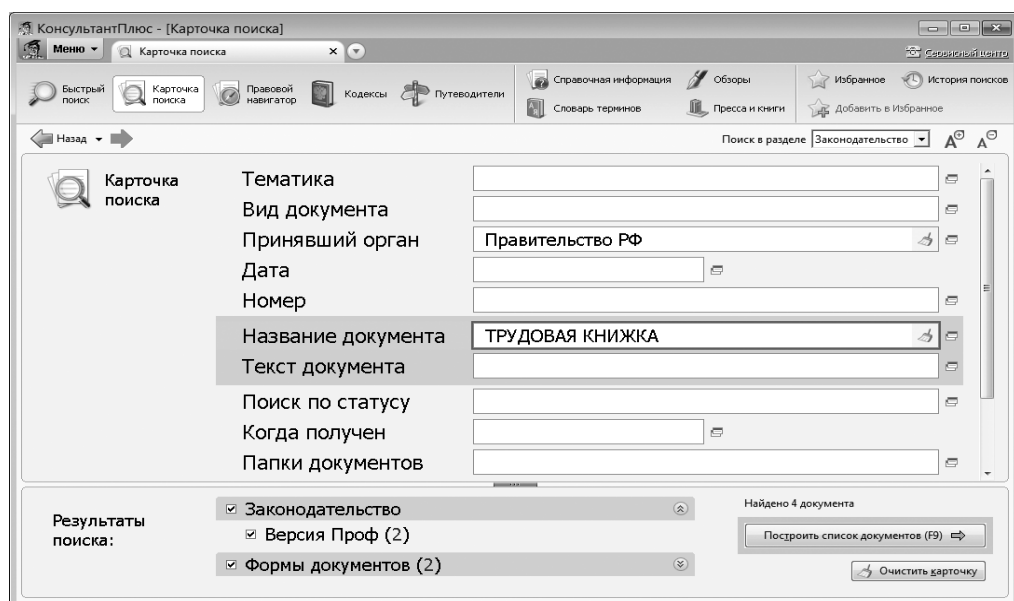 КонсультантПлюс - [Карточка поиска]
Меню Карточка поиска Сервисный центр
Быстрый поиск Карточка поиска Правовой навигатор Кодексы Путеводители Справочная информация Обзоры Избранное История поисков
Словарь терминов Пресса и книги Добавить в Избранное
Назад Поиск в разделе Законодательство A A
Карточка поиска
Тематика
Вид документа
Принявший орган Правительство РФ
Дата
Номер
Название документа ТРУДОВАЯ КНИЖКА
Текст документа
Поиск по статусу
Когда получен
Папки документов
Результаты поиска:
Законодательство
Версия Проф (2)
Формы документов (2)
Найдено 4 документа
Построить список документов (F9)
Очистить карточку